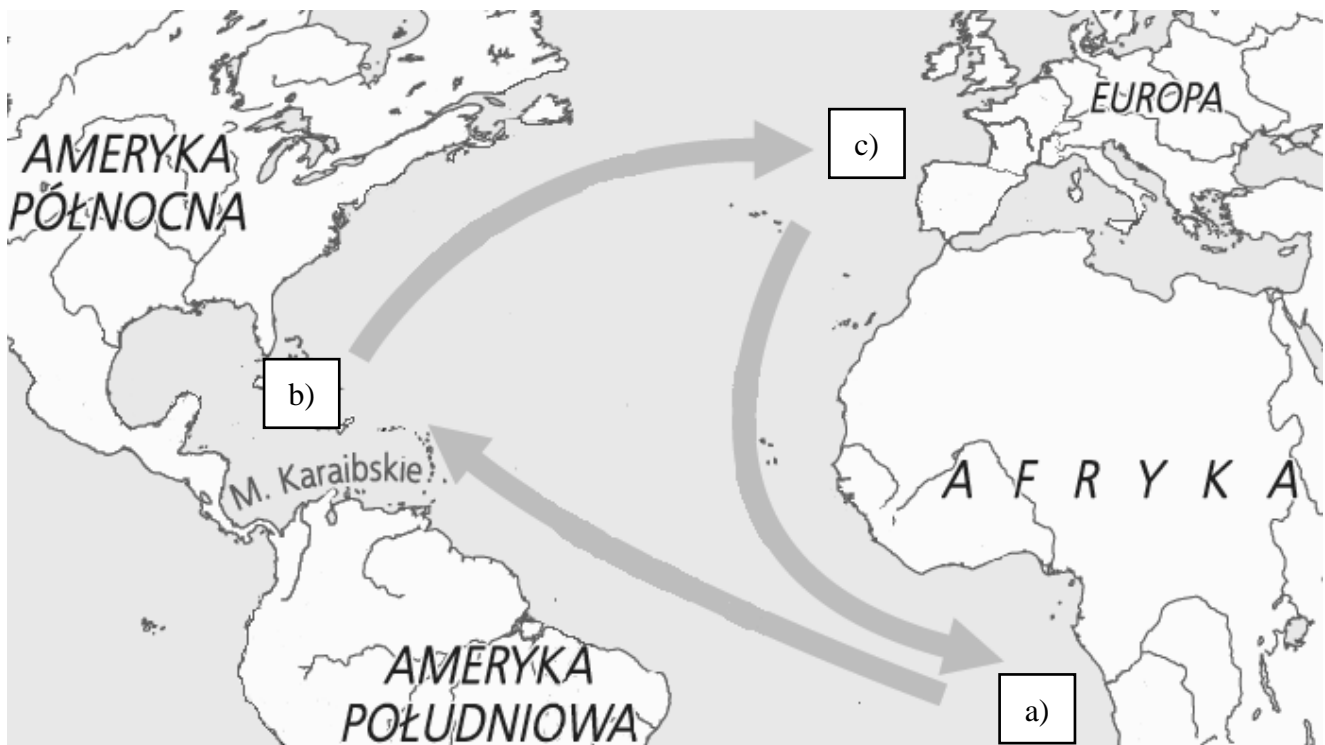 AMERYKA
PÓŁNOCNA
c)
EUROPA
b)
M. Karaibskie
AFRYKA
AMERYKA
POŁUDNIOWA
a)